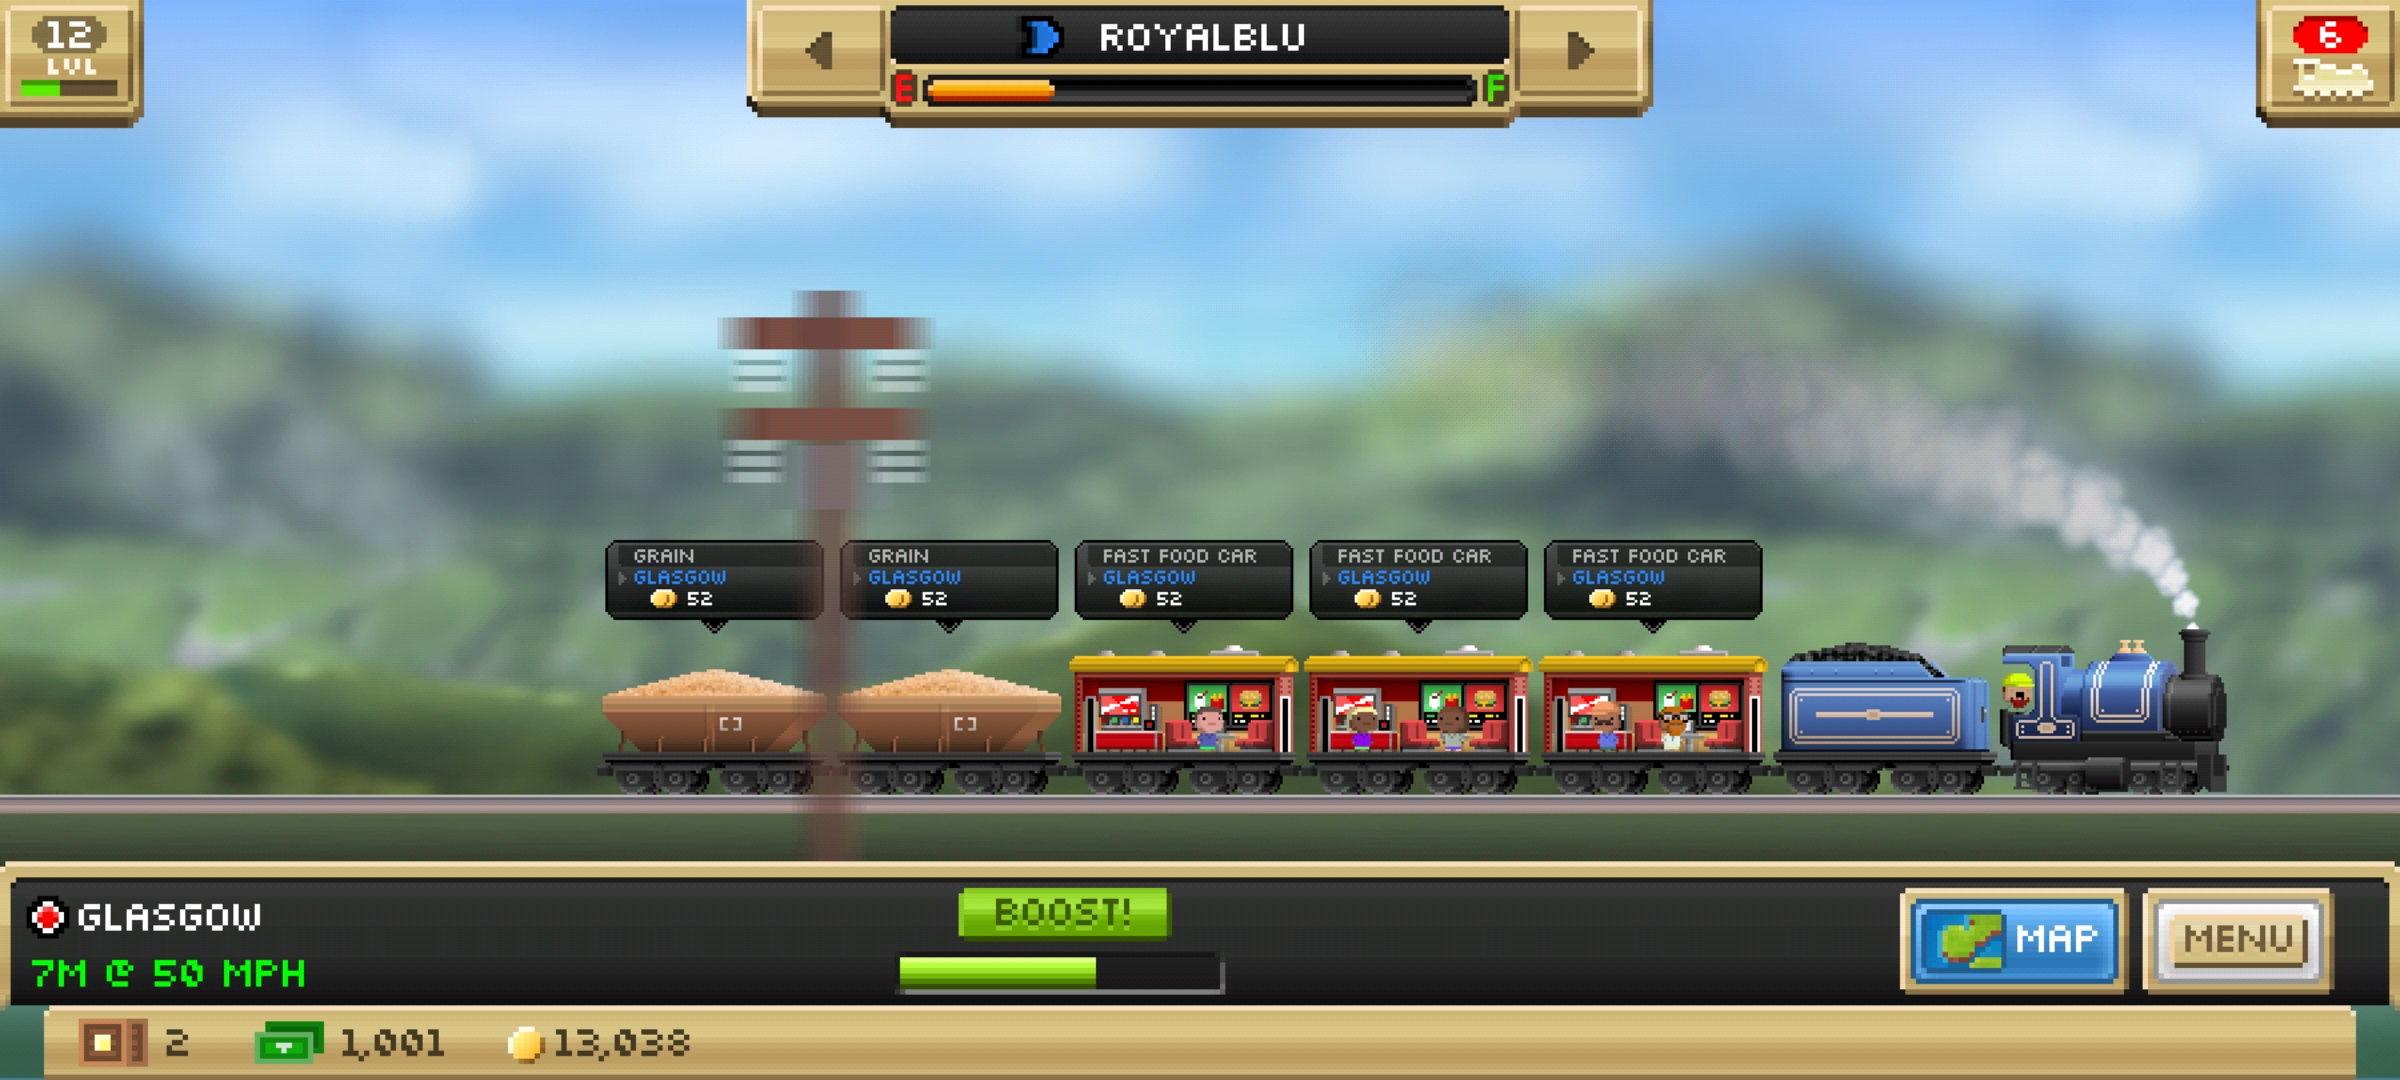 12
LVL
ROYALBLU
E F
6
GRAIN
GLASGOW
52
GRAIN
GLASGOW
52
FAST FOOD CAR
GLASGOW
52
FAST FOOD CAR
GLASGOW
52
FAST FOOD CAR
GLASGOW
52
GLASGOW
7M @ 50 MPH
BOOST!
MAP
MENU
2
1,001
13,038